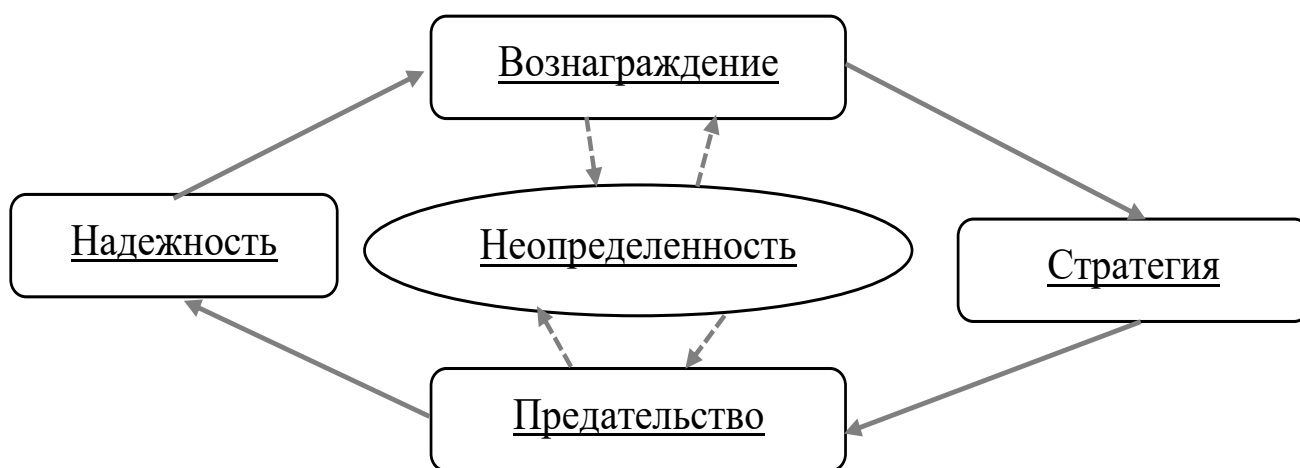 Вознаграждение
Надежность
Неопределенность
Стратегия
Предательство